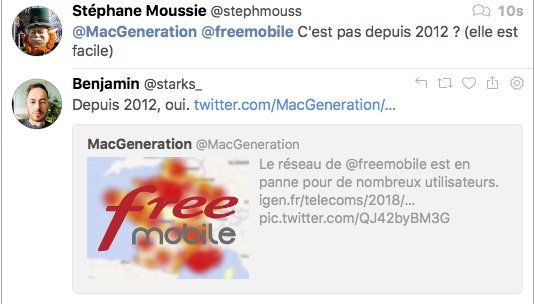 Stéphane Moussie @stephmouss 10s
@MacGeneration @freemobile C'est pas depuis 2012 ? (elle est
facile)
Benjamin @starks_
Depuis 2012, oui. twitter.com/MacGeneration/...
MacGeneration @MacGeneration
Le réseau de @freemobile est en
panne pour de nombreux utilisateurs.
igen.fr/telecoms/2018/...
pic.twitter.com/QJ42byBM3G
free
mobile